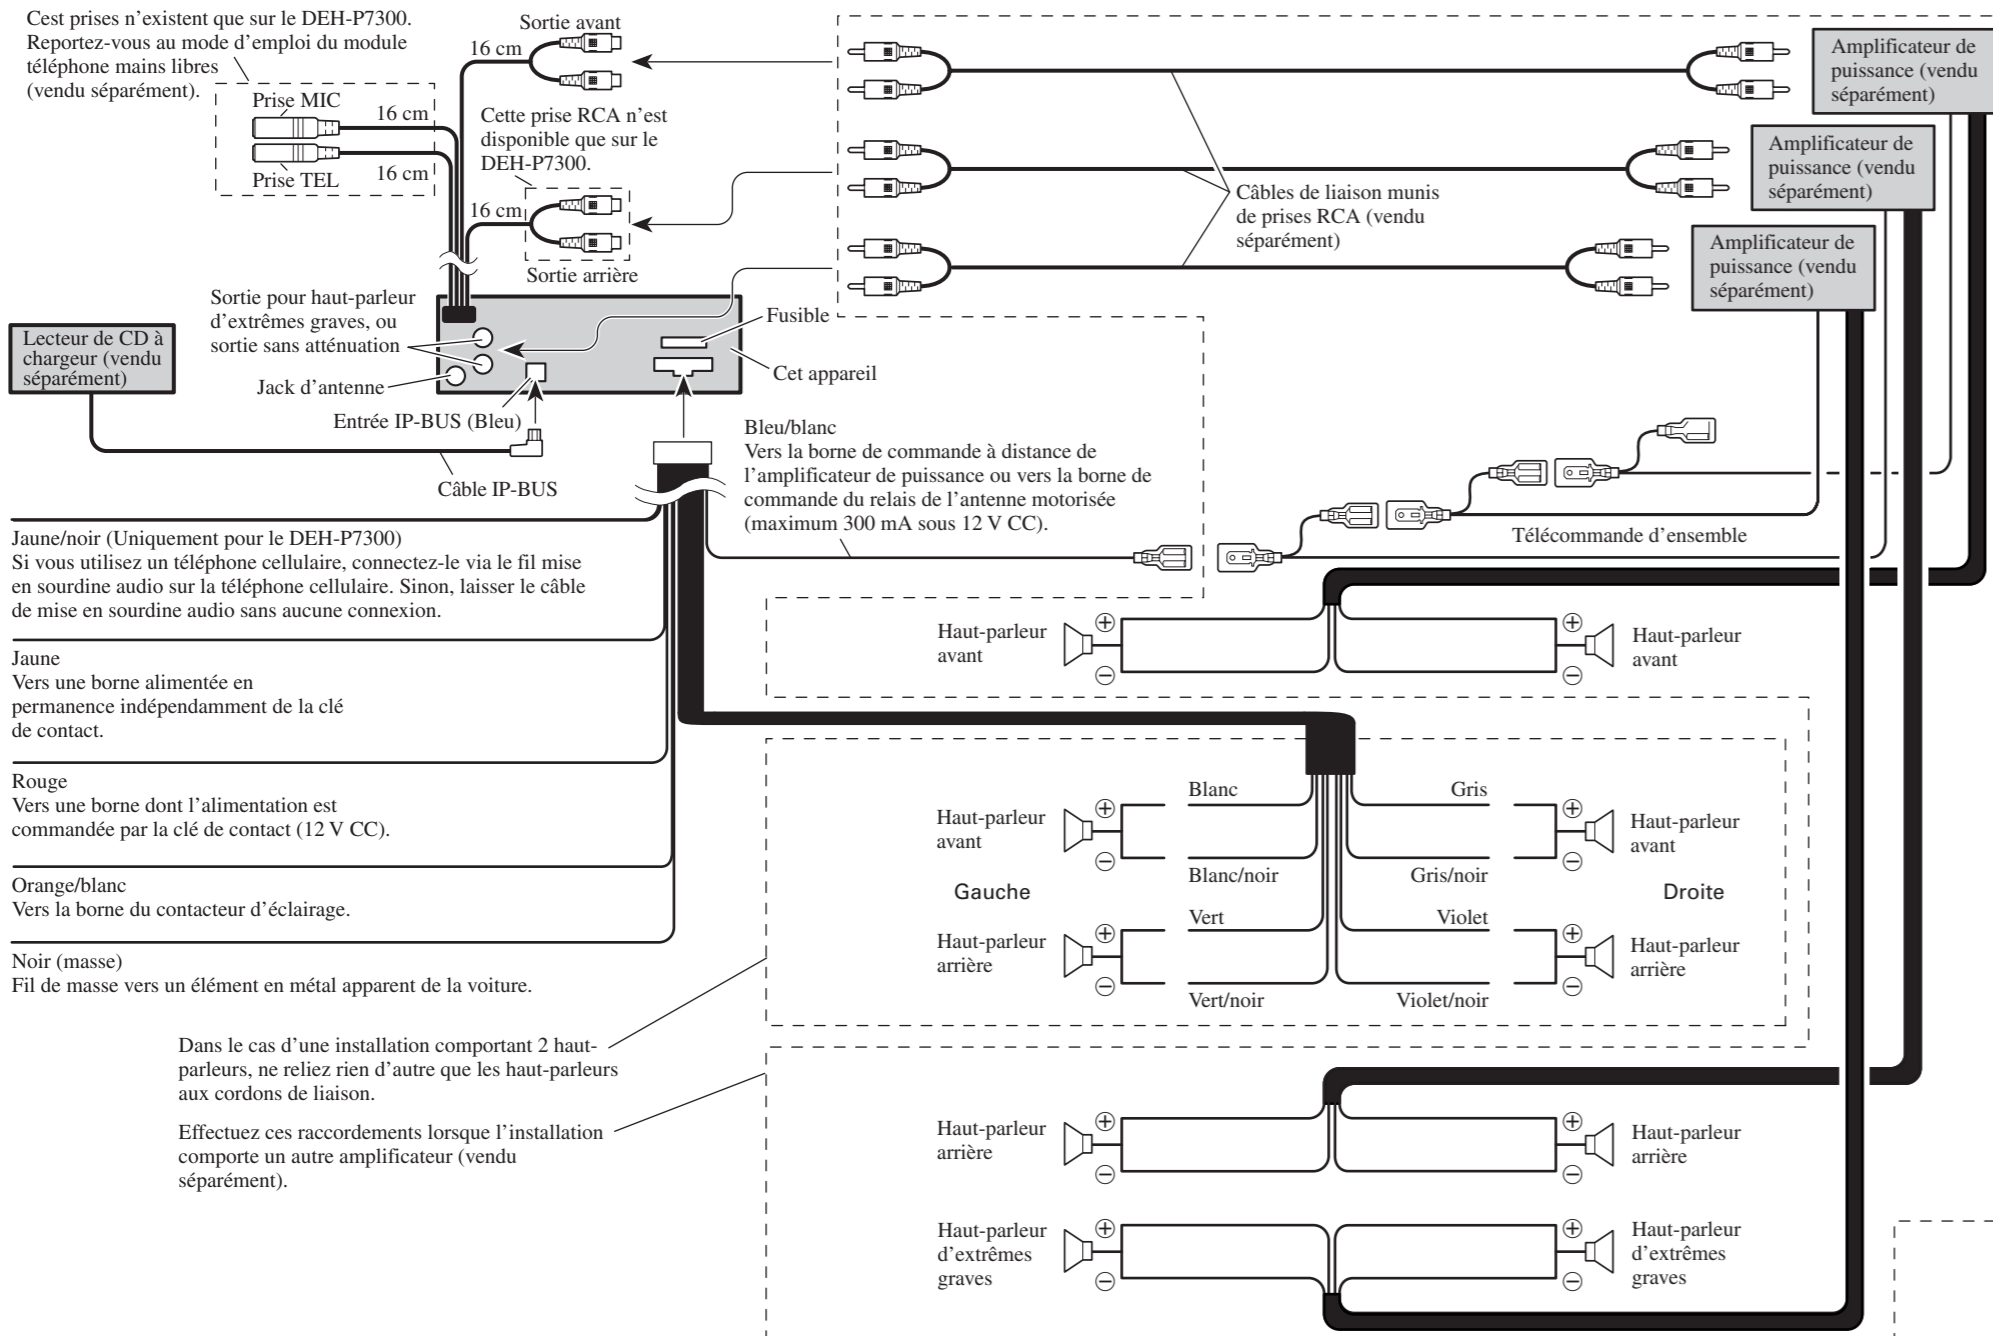 Cest prises n’existent que sur le DEH-P7300.
Reportez-vous au mode d’emploi du module
téléphone mains libres
(vendu séparément).
Prise MIC
16 cm
Prise TEL
16 cm
Sortie avant
16 cm
Cette prise RCA n’est
disponible que sur le
DEH-P7300.
16 cm
Sortie arrière
Câbles de liaison munis
de prises RCA (vendu
séparément)
Amplificateur de
puissance (vendu
séparément)
Amplificateur de
puissance (vendu
séparément)
Amplificateur de
puissance (vendu
séparément)
Sortie pour haut-parleur
d’extrêmes graves, ou
sortie sans atténuation
Lecteur de CD à
chargeur (vendu
séparément)
Jack d’antenne
Entrée IP-BUS (Bleu)
Câble IP-BUS
Fusible
Cet appareil
Bleu/blanc
Vers la borne de commande à distance de
l’amplificateur de puissance ou vers la borne de
commande du relais de l’antenne motorisée
(maximum 300 mA sous 12 V CC).
Télécommande d’ensemble
Jaune/noir (Uniquement pour le DEH-P7300)
Si vous utilisez un téléphone cellulaire, connectez-le via le fil mise
en sourdine audio sur la téléphone cellulaire. Sinon, laisser le câble
de mise en sourdine audio sans aucune connexion.
Jaune
Vers une borne alimentée en
permanence indépendamment de la clé
de contact.
Rouge
Vers une borne dont l’alimentation est
commandée par la clé de contact (12 V CC).
Orange/blanc
Vers la borne du contacteur d’éclairage.
Noir (masse)
Fil de masse vers un élément en métal apparent de la voiture.
Haut-parleur
avant
⊕
⊖
⊕
⊖
Haut-parleur
avant
Haut-parleur
avant
⊕
⊖
Blanc
Blanc/noir
Gris
Gris/noir
⊕
⊖
Haut-parleur
avant
Gauche
Droite
Haut-parleur
arrière
⊕
⊖
Vert
Vert/noir
Violet
Violet/noir
⊕
⊖
Haut-parleur
arrière
Dans le cas d’une installation comportant 2 haut-
parleurs, ne reliez rien d’autre que les haut-parleurs
aux cordons de liaison.
Effectuez ces raccordements lorsque l’installation
comporte un autre amplificateur (vendu
séparément).
Haut-parleur
arrière
⊕
⊖
⊕
⊖
Haut-parleur
arrière
Haut-parleur
d’extrêmes
graves
⊕
⊖
⊕
⊖
Haut-parleur
d’extrêmes
graves